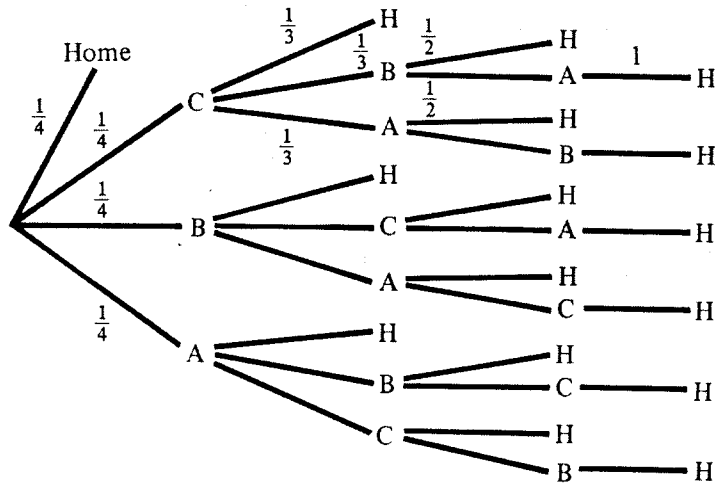 1/3 H
Home 1/3 1/2 H
B 1
1/4 1/4 C A H
1/2
A H
1/3 B H
H
1/4 H
B C A H
A H
C H
1/4 H
A H
B C H
C H
B H